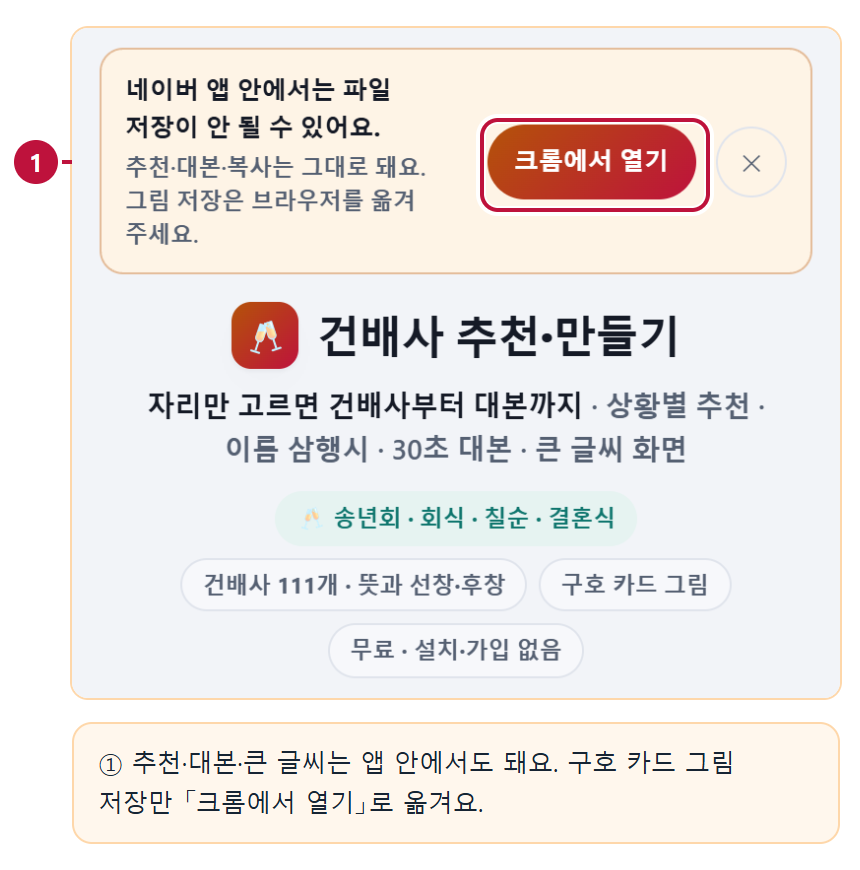 네이버 앱 안에서는 파일
저장이 안 될 수 있어요.
추천·대본·복사는 그대로 돼요.
그림 저장은 브라우저를 옮겨
주세요.
크롬에서 열기
1
건배사 추천·만들기
자리만 고르면 건배사부터 대본까지 · 상황별 추천 ·
이름 삼행시 · 30초 대본 · 큰 글씨 화면
송년회 · 회식 · 칠순 · 결혼식
건배사 111개 · 뜻과 선창·후창
구호 카드 그림
무료 · 설치·가입 없음
① 추천·대본·큰 글씨는 앱 안에서도 돼요. 구호 카드 그림
저장만 「크롬에서 열기」로 옮겨요.